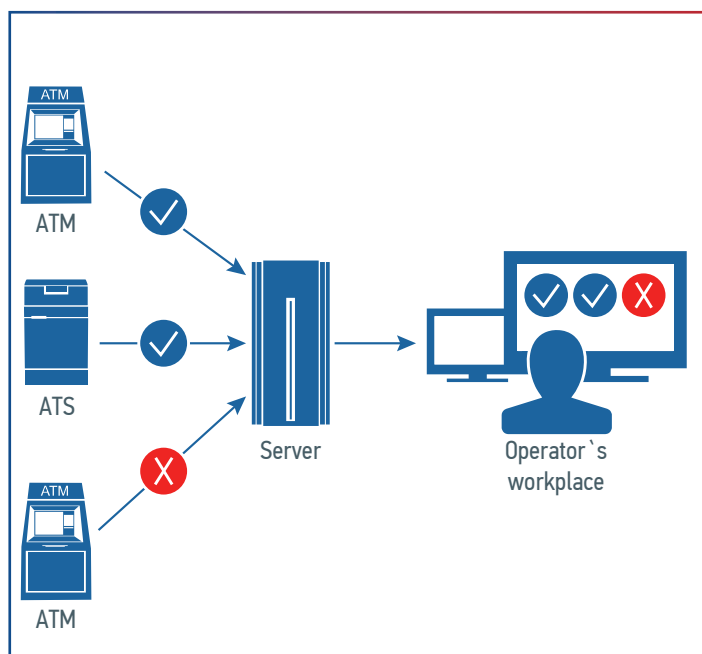 ATM
ATM
ATS
Server
Operator`s
workplace
ATM
ATM